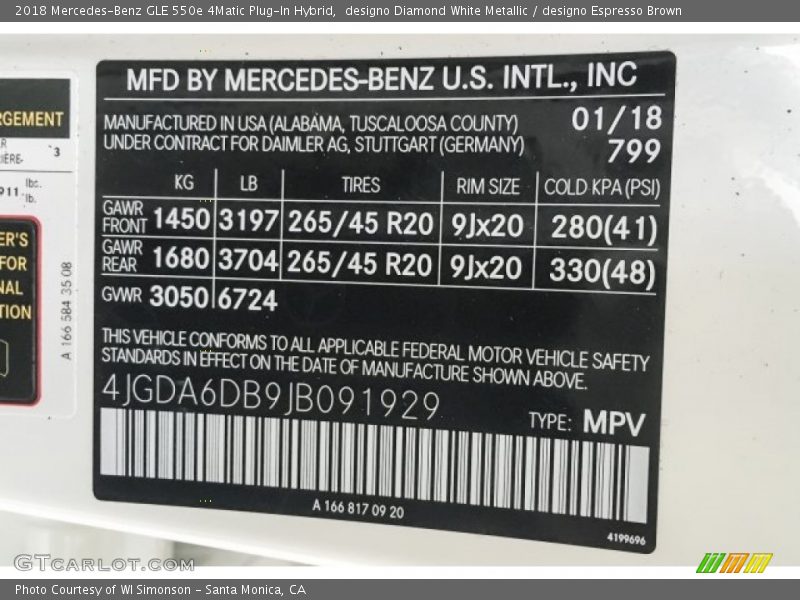 2018 Mercedes-Benz GLE 550e 4Matic Plug-In Hybrid, designo Diamond White Metallic / designo Espresso Brown
RGEMENT
3
lbc.
911 lb.
ER'S
FOR
NAL
TION
A 166 584 35 08
MFD BY MERCEDES-BENZ U.S. INTL., INC
MANUFACTURED IN USA (ALABAMA, TUSCALOOSA COUNTY) 01/18
UNDER CONTRACT FOR DAIMLER AG, STUTTGART (GERMANY) 799
KG LB TIRES RIM SIZE COLD KPA(PSI)
GAWR FRONT 1450 3197 265/45 R20 9Jx20 280(41)
GAWR REAR 1680 3704 265/45 R20 9Jx20 330(48)
GVWR 3050 6724
THIS VEHICLE CONFORMS TO ALL APPLICABLE FEDERAL MOTOR VEHICLE SAFETY
STANDARDS IN EFFECT ON THE DATE OF MANUFACTURE SHOWN ABOVE.
4JGDA6DB9JB091929
TYPE: MPV
A 166 817 09 20
4199696
GTCARLOT.COM
Photo Courtesy of WI Simonson - Santa Monica, CA